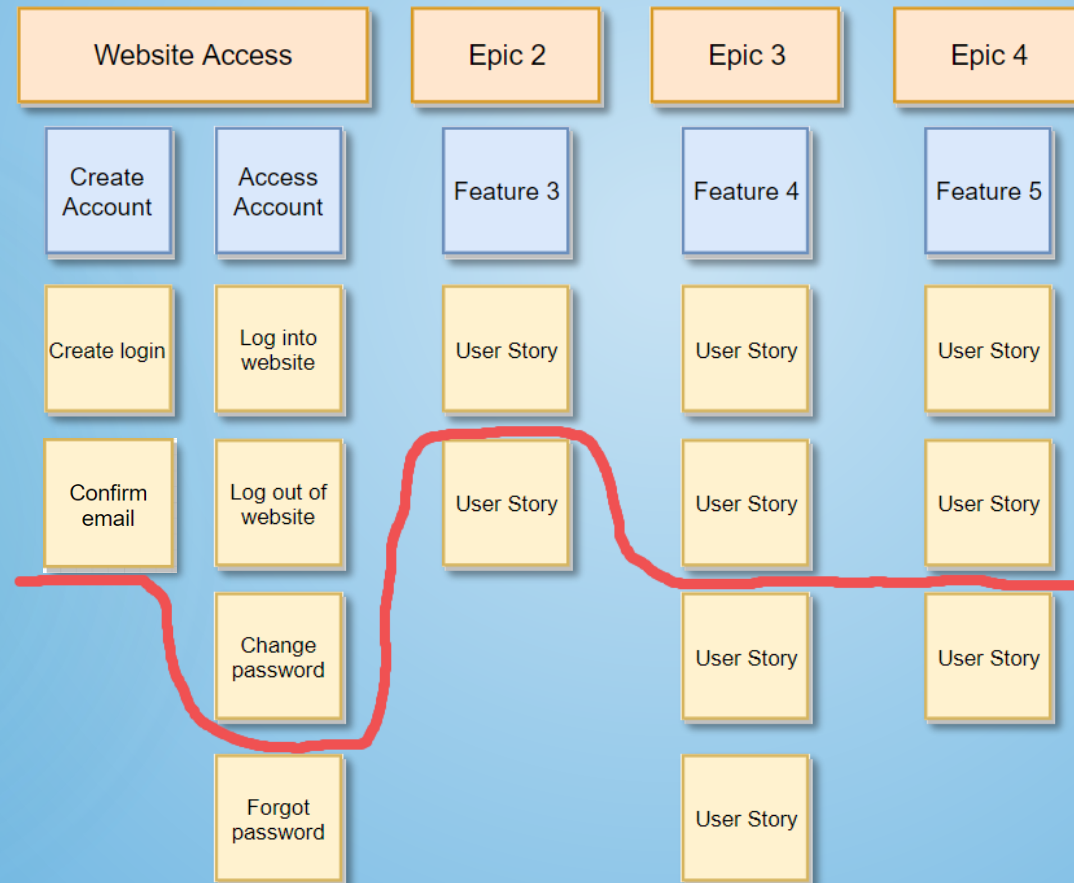 Website Access
Epic 2
Epic 3
Epic 4
Create
Account
Access
Account
Feature 3
Feature 4
Feature 5
Create login
Log into
website
User Story
User Story
User Story
Confirm
email
Log out of
website
User Story
User Story
User Story
Change
password
User Story
User Story
Forgot
password
User Story